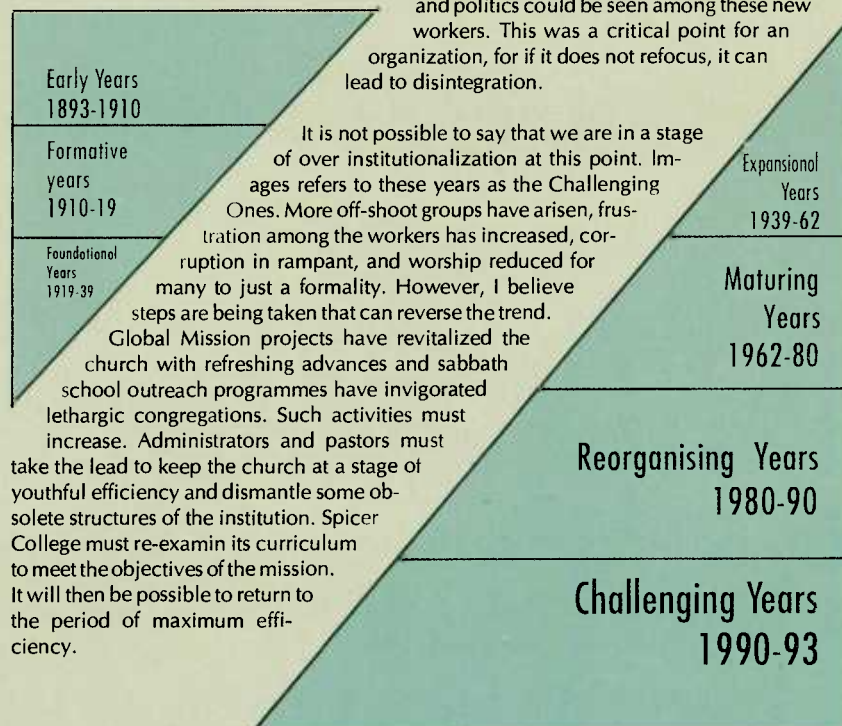 and politics could be seen among these new
workers. This was a critical point for an
organization, for if it does not refocus, it can
lead to disintegration.
It is not possible to say that we are in a stage
of over institutionalization at this point. Im-
ages refers to these years as the Challenging
Ones. More off-shoot groups have arisen, frus-
tration among the workers has increased, cor-
ruption in rampant, and worship reduced for
many to just a formality. However, I believe
steps are being taken that can reverse the trend.
Global Mission projects have revitalized the
church with refreshing advances and sabbath
school outreach programmes have invigorated
lethargic congregations. Such activities must
increase. Administrators and pastors must
take the lead to keep the church at a stage of
youthful efficiency and dismantle some ob-
solete structures of the institution. Spicer
College must re-examin its curriculum
to meet the objectives of the mission.
It will then be possible to return to
the period of maximum effi-
ciency.
Early Years
1893-1910
Formative
years
1910-19
Foundational
Years
1919-39
Expansional
Years
1939-62
Maturing
Years
1962-80
Reorganising Years
1980-90
Challenging Years
1990-93